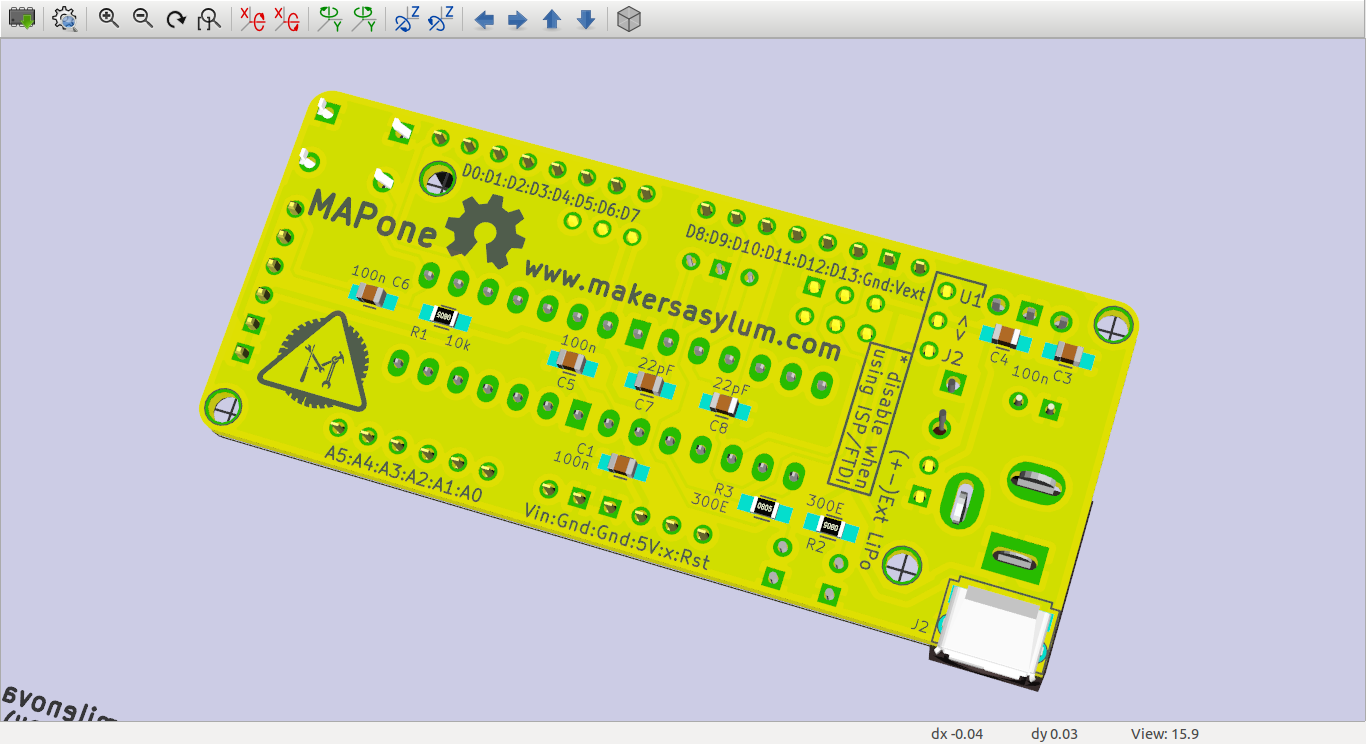 MAPone
D0:D1:D2:D3:D4:D5:D6:D7
D8:D9:D10:D11:D12:D13:Gnd:Vext
www.makersasylum.com
100n C6
R1 10k
100n
C5
22pF
C7
22pF
C8
C1
100n
U1
<>
J2
C4
100n C3
* disable when
using ISP/FTDI
(+-)Ext LiPo
A5:A4:A3:A2:A1:A0
Vin:Gnd:Gnd:5V:x:Rst
R3
300E
0805
300E
R2
J2
dx -0.04
dy 0.03
View: 15.9